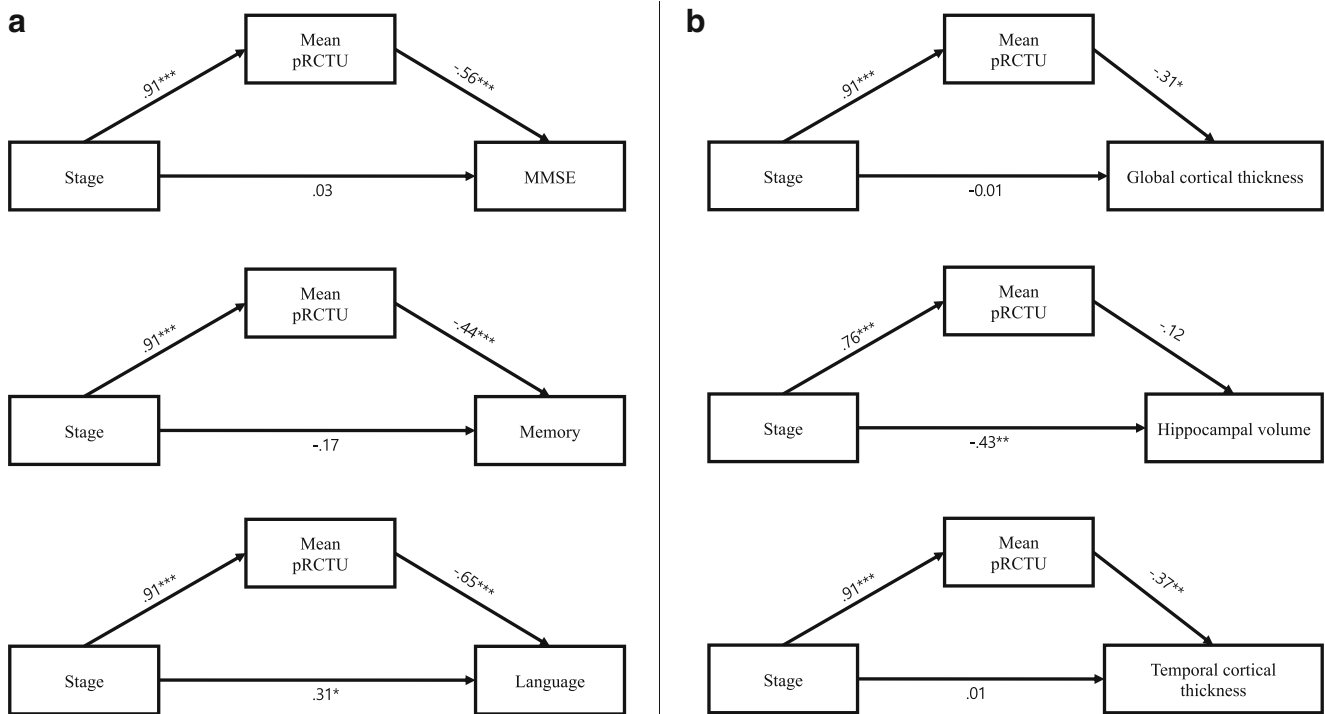 a
Mean
pRCTU
.91***
-.56***
Stage
MMSE
.03
Mean
pRCTU
.91***
-.44***
Stage
Memory
-.17
Mean
pRCTU
.91***
-.65***
Stage
Language
.31*
b
Mean
pRCTU
.91***
-.31*
Stage
Global cortical thickness
-0.01
Mean
pRCTU
.76***
-.12
Stage
Hippocampal volume
-.43**
Mean
pRCTU
.91***
-.37**
Stage
Temporal cortical
thickness
.01